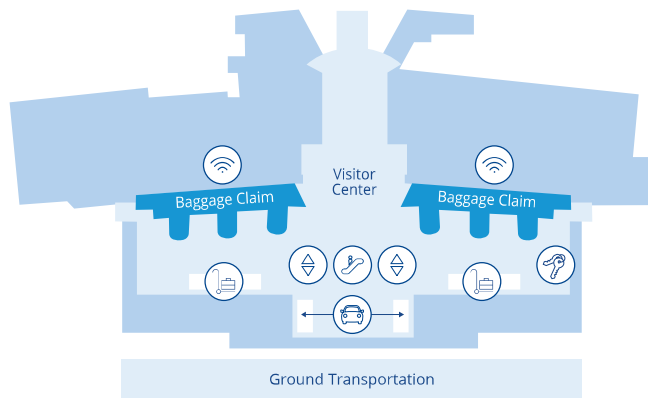 Visitor
Center
Baggage Claim
Baggage Claim
Ground Transportation